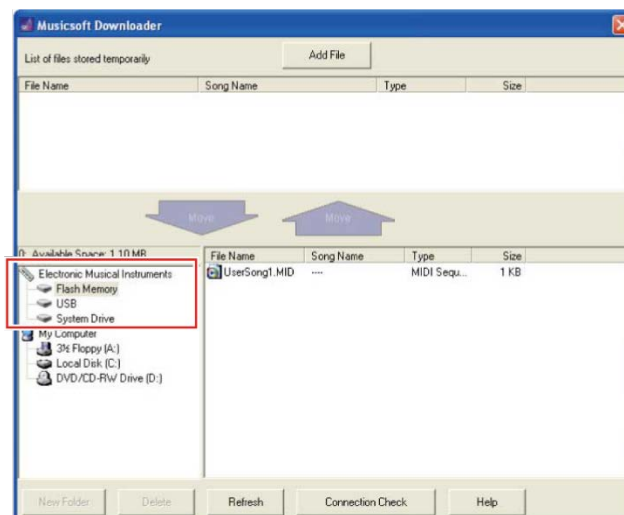 Musicsoft Downloader
List of files stored temporarily
Add File
File Name Song Name Type Size
Move Move
0: Available Space: 1.10 MB
Electronic Musical Instruments
Flash Memory
USB
System Drive
My Computer
3½ Floppy (A:)
Local Disk (C:)
DVD/CD-RW Drive (D:)
File Name Song Name Type Size
UserSong1.MID ---- MIDI Sequ... 1 KB
New Folder Delete Refresh Connection Check Help